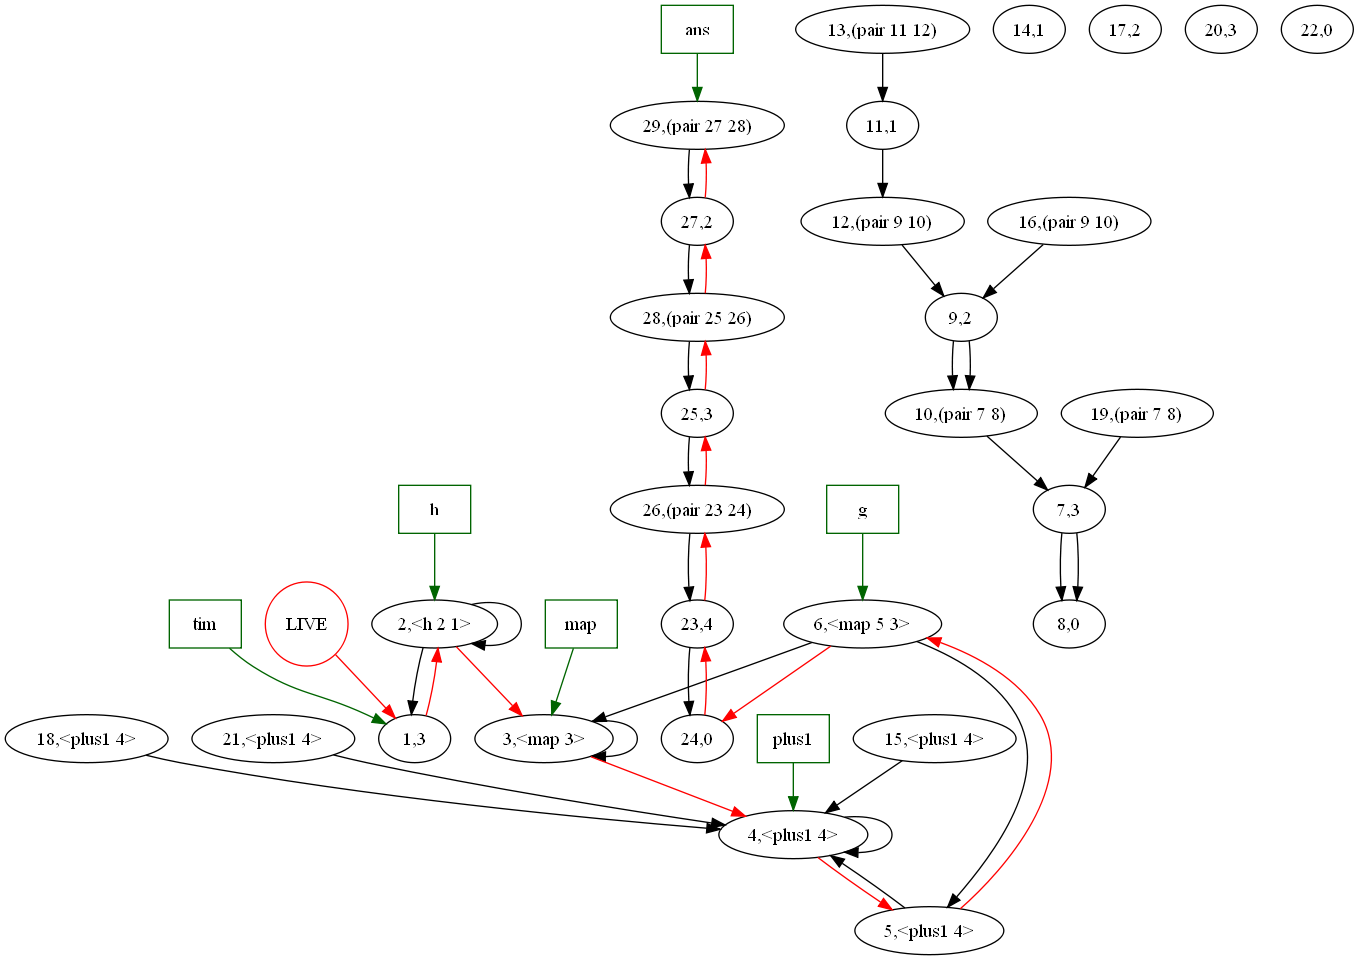 ans
13,(pair 11 12)
14,1
17,2
20,3
22,0
29,(pair 27 28)
11,1
27,2
12,(pair 9 10)
16,(pair 9 10)
28,(pair 25 26)
9,2
25,3
10,(pair 7 8)
19,(pair 7 8)
h
26,(pair 23 24)
g
7,3
tim
LIVE
2,<h 2 1>
map
23,4
6,<map 5 3>
8,0
18,<plus1 4>
21,<plus1 4>
1,3
3,<map 3>
24,0
plus1
15,<plus1 4>
4,<plus1 4>
5,<plus1 4>